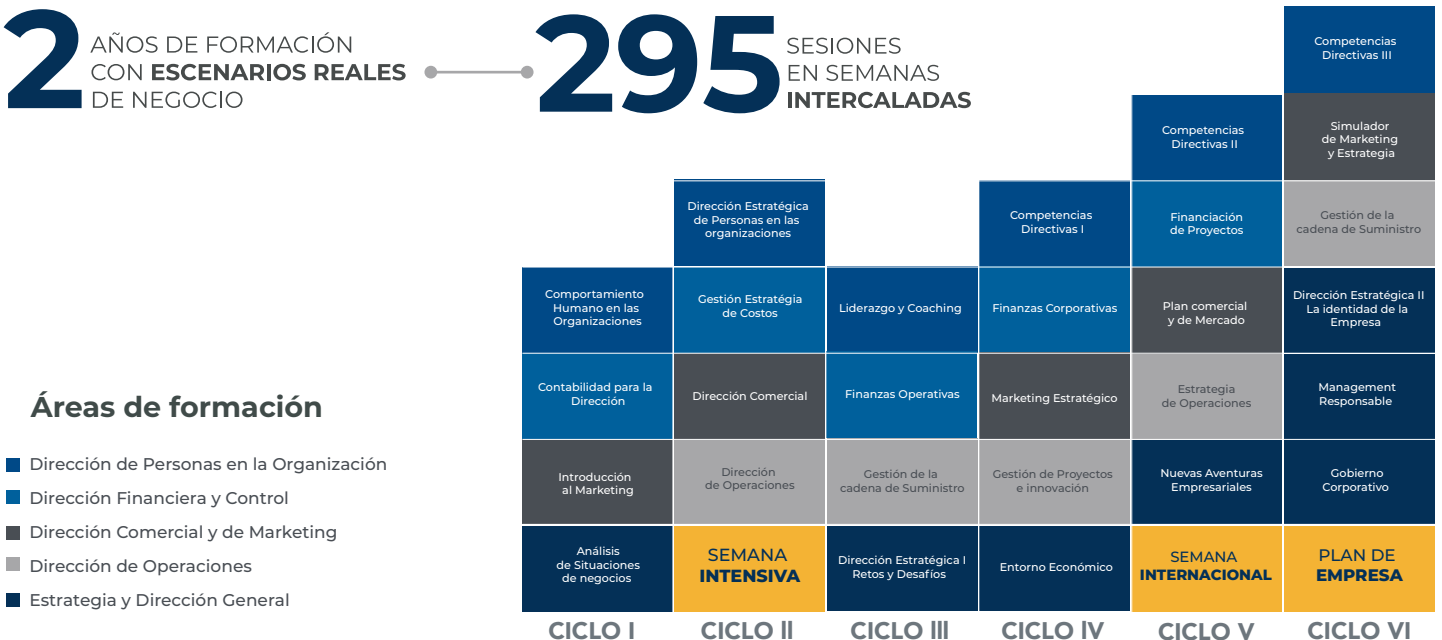 2
AÑOS DE FORMACIÓN
CON ESCENARIOS REALES
DE NEGOCIO
295
SESIONES
EN SEMANAS
INTERCALADAS
Áreas de formación
Dirección de Personas en la Organización
Dirección Financiera y Control
Dirección Comercial y de Marketing
Dirección de Operaciones
Estrategia y Dirección General
Comportamiento
Humano en las
Organizaciones
Contabilidad para la
Dirección
Introducción
al Marketing
Análisis
de Situaciones
de negocios
CICLO I
Dirección Estratégica
de Personas en las
organizaciones
Gestión Estratégia
de Costos
Dirección Comercial
Dirección
de Operaciones
SEMANA
INTENSIVA
CICLO II
Liderazgo y Coaching
Finanzas Operativas
Gestión de la
cadena de Suministro
Dirección Estratégica I
Retos y Desafíos
CICLO III
Competencias
Directivas I
Finanzas Corporativas
Marketing Estratégico
Gestión de Proyectos
e innovación
Entorno Económico
CICLO IV
Competencias
Directivas II
Financiación
de Proyectos
Plan comercial
y de Mercado
Estrategia
de Operaciones
Nuevas Aventuras
Empresariales
SEMANA
INTERNACIONAL
CICLO V
Competencias
Directivas III
Simulador
de Marketing
y Estrategia
Gestión de la
cadena de Suministro
Dirección Estratégica II
La identidad de la
Empresa
Management
Responsable
Gobierno
Corporativo
PLAN DE
EMPRESA
CICLO VI